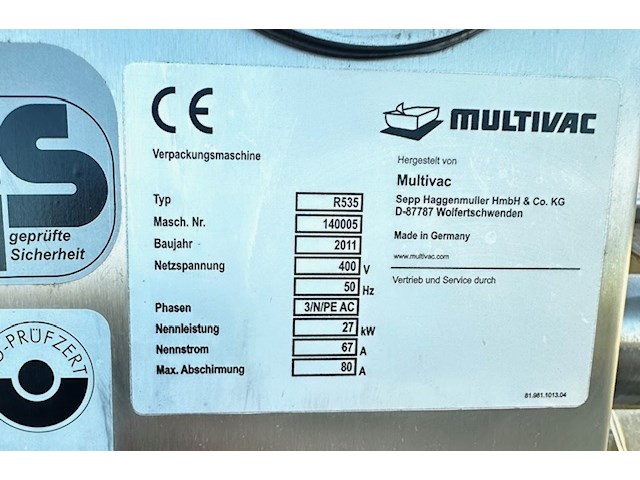 CE
MULTIVAC
Verpackungsmaschine
Hergestellt von
Multivac
Sepp Haggenmuller HmbH & Co. KG
D-87787 Wolfertschwenden
Made in Germany
www.multivac.com
Vertrieb und Service durch
Typ R535
Masch. Nr. 140005
Baujahr 2011
Netzspannung 400 V
50 Hz
Phasen 3/N/PE AC
Nennleistung 27 kW
Nennstrom 67 A
Max. Abschirmung 80 A
81.981.1013.04
GS
geprüfte
Sicherheit
-PRÜFZERT